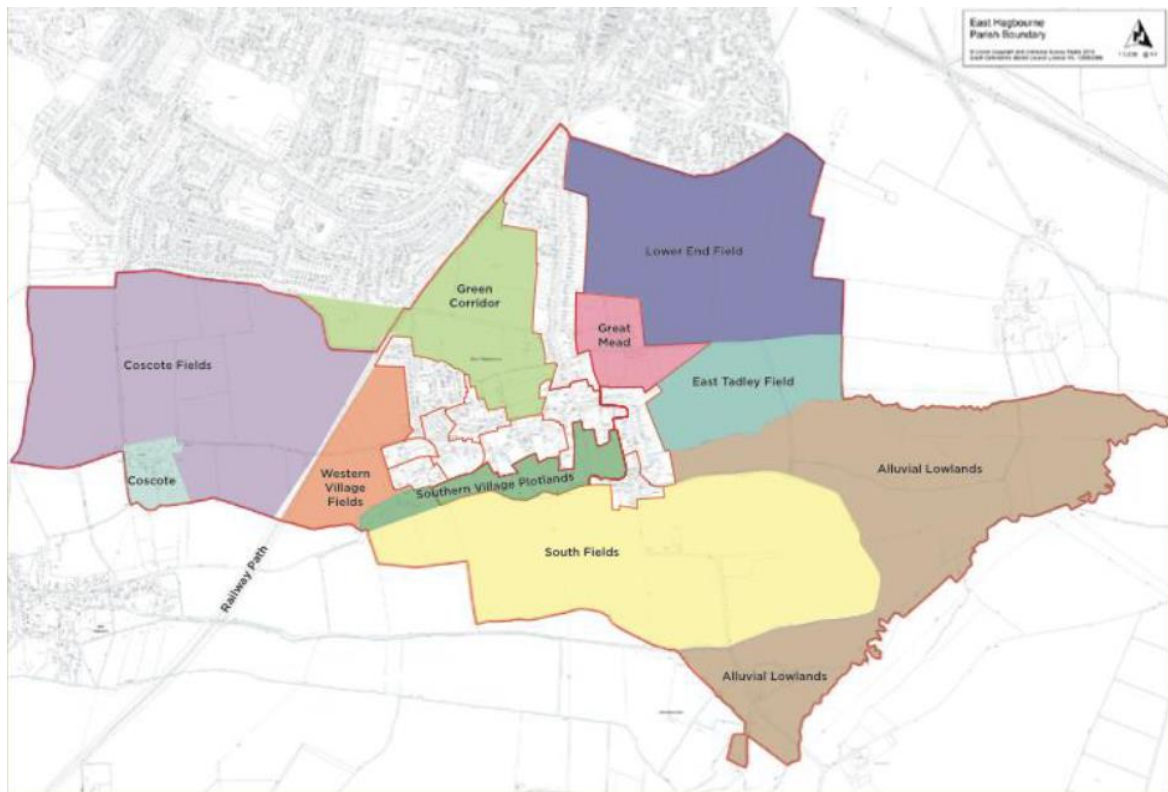 East Hagbourne
Parish Boundary
Lower End Field
Green
Corridor
Great
Mead
Coscote Fields
East Tadley Field
Alluvial Lowlands
Coscote
Western
Village
Fields
Southern Village Plotlands
South Fields
Railway Path
Alluvial Lowlands